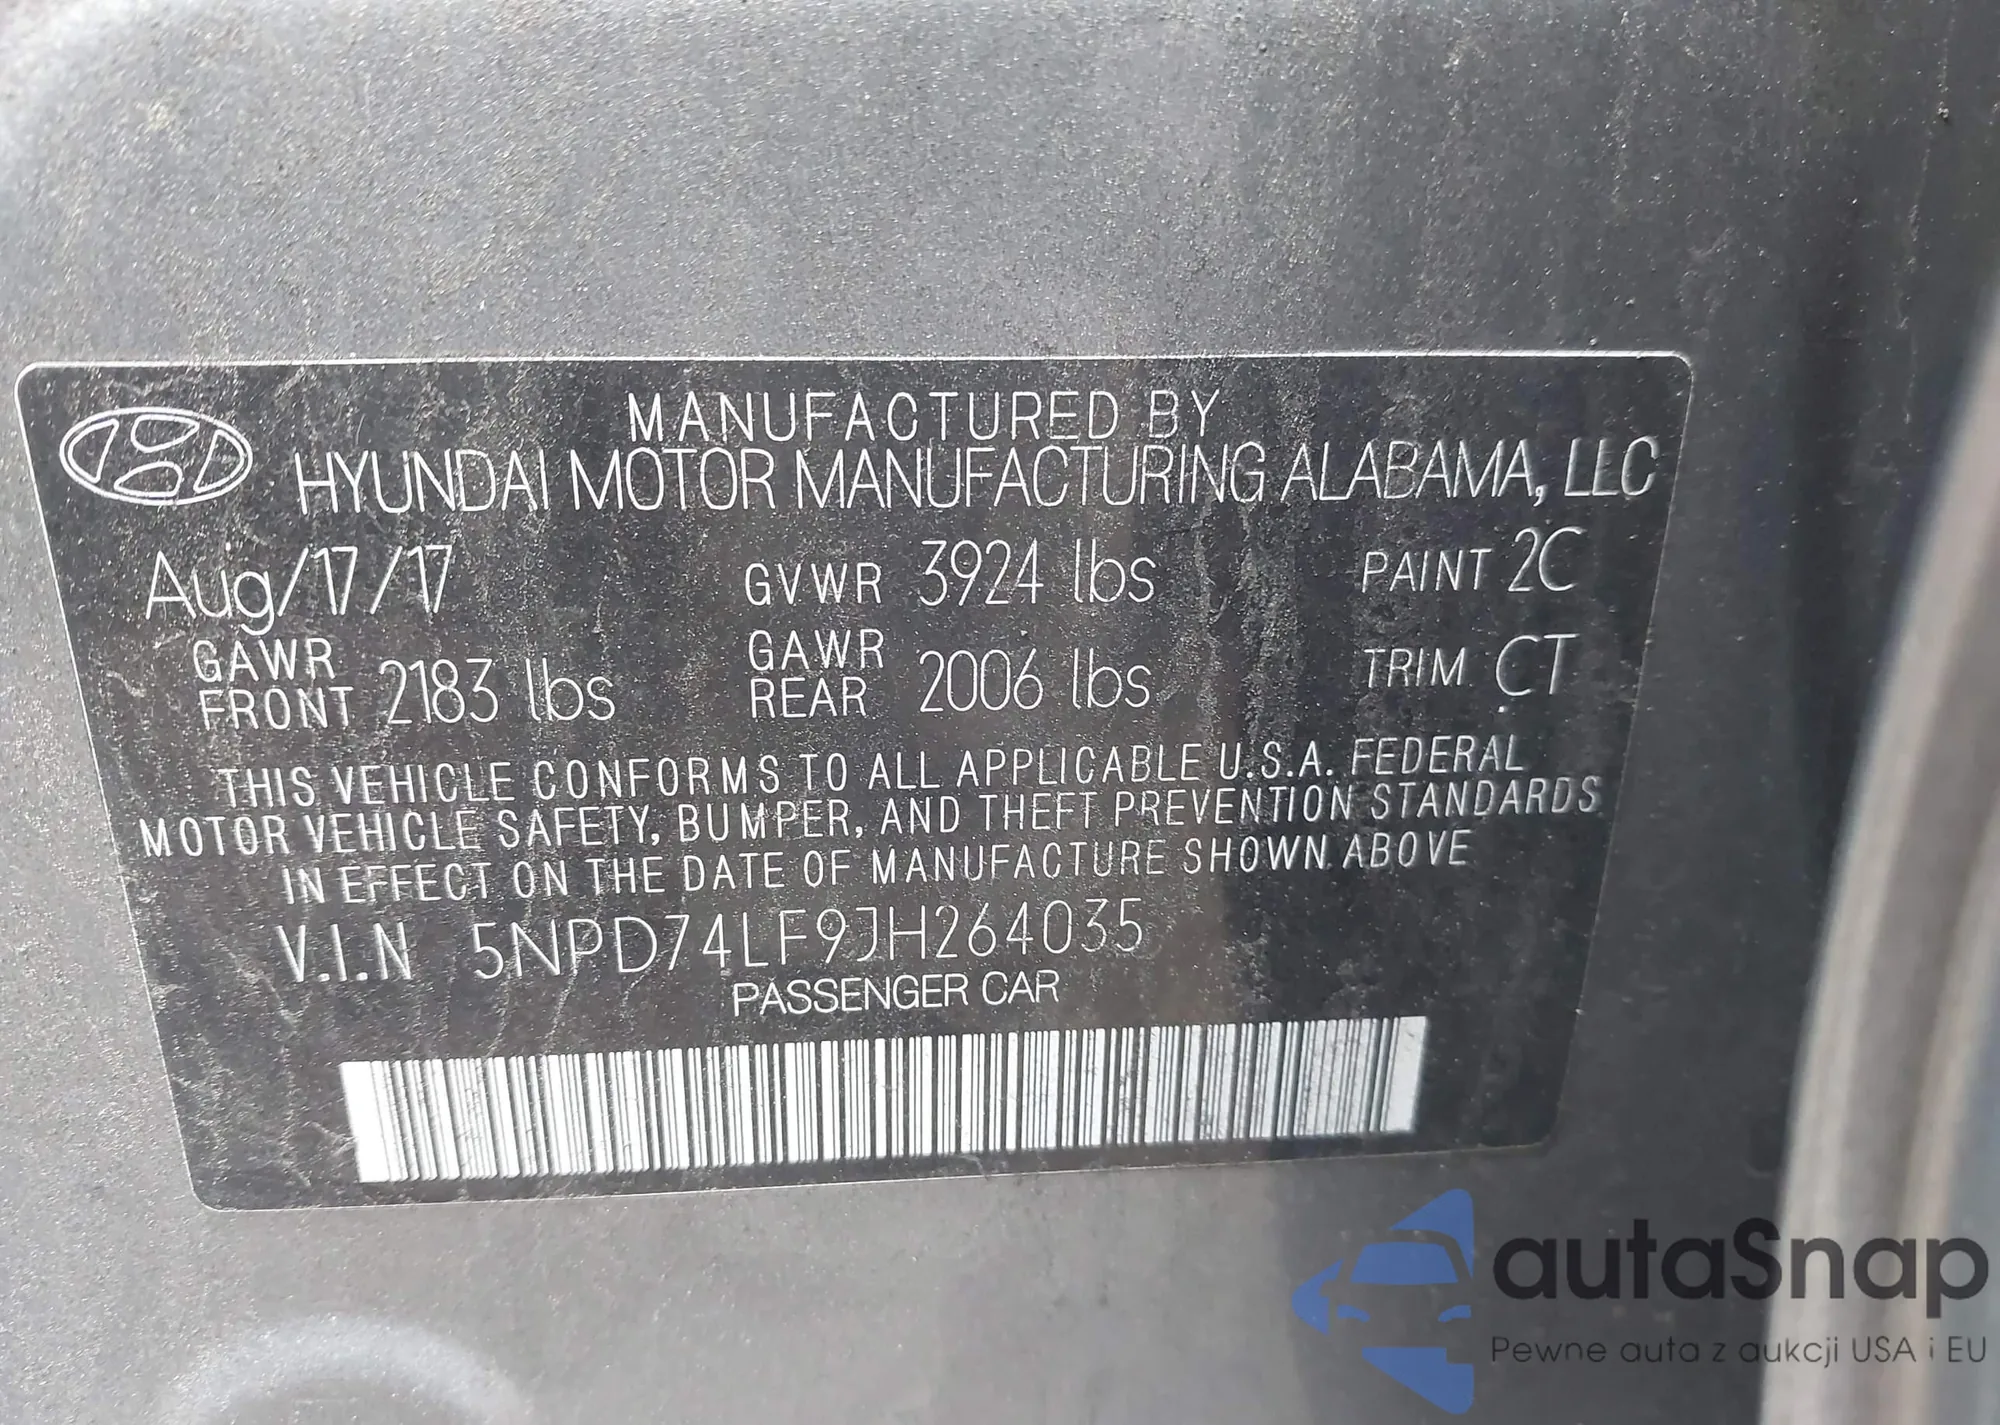 MANUFACTURED BY
HYUNDAI MOTOR MANUFACTURING ALABAMA, LLC
Aug/17/17 GVWR 3924 lbs PAINT 2C
GAWR FRONT 2183 lbs GAWR REAR 2006 lbs TRIM CT
THIS VEHICLE CONFORMS TO ALL APPLICABLE U.S.A. FEDERAL
MOTOR VEHICLE SAFETY, BUMPER, AND THEFT PREVENTION STANDARDS
IN EFFECT ON THE DATE OF MANUFACTURE SHOWN ABOVE
V.I.N 5NPD74LF9JH264035
PASSENGER CAR
autaSnap
Pewne auta z aukcji USA i EU